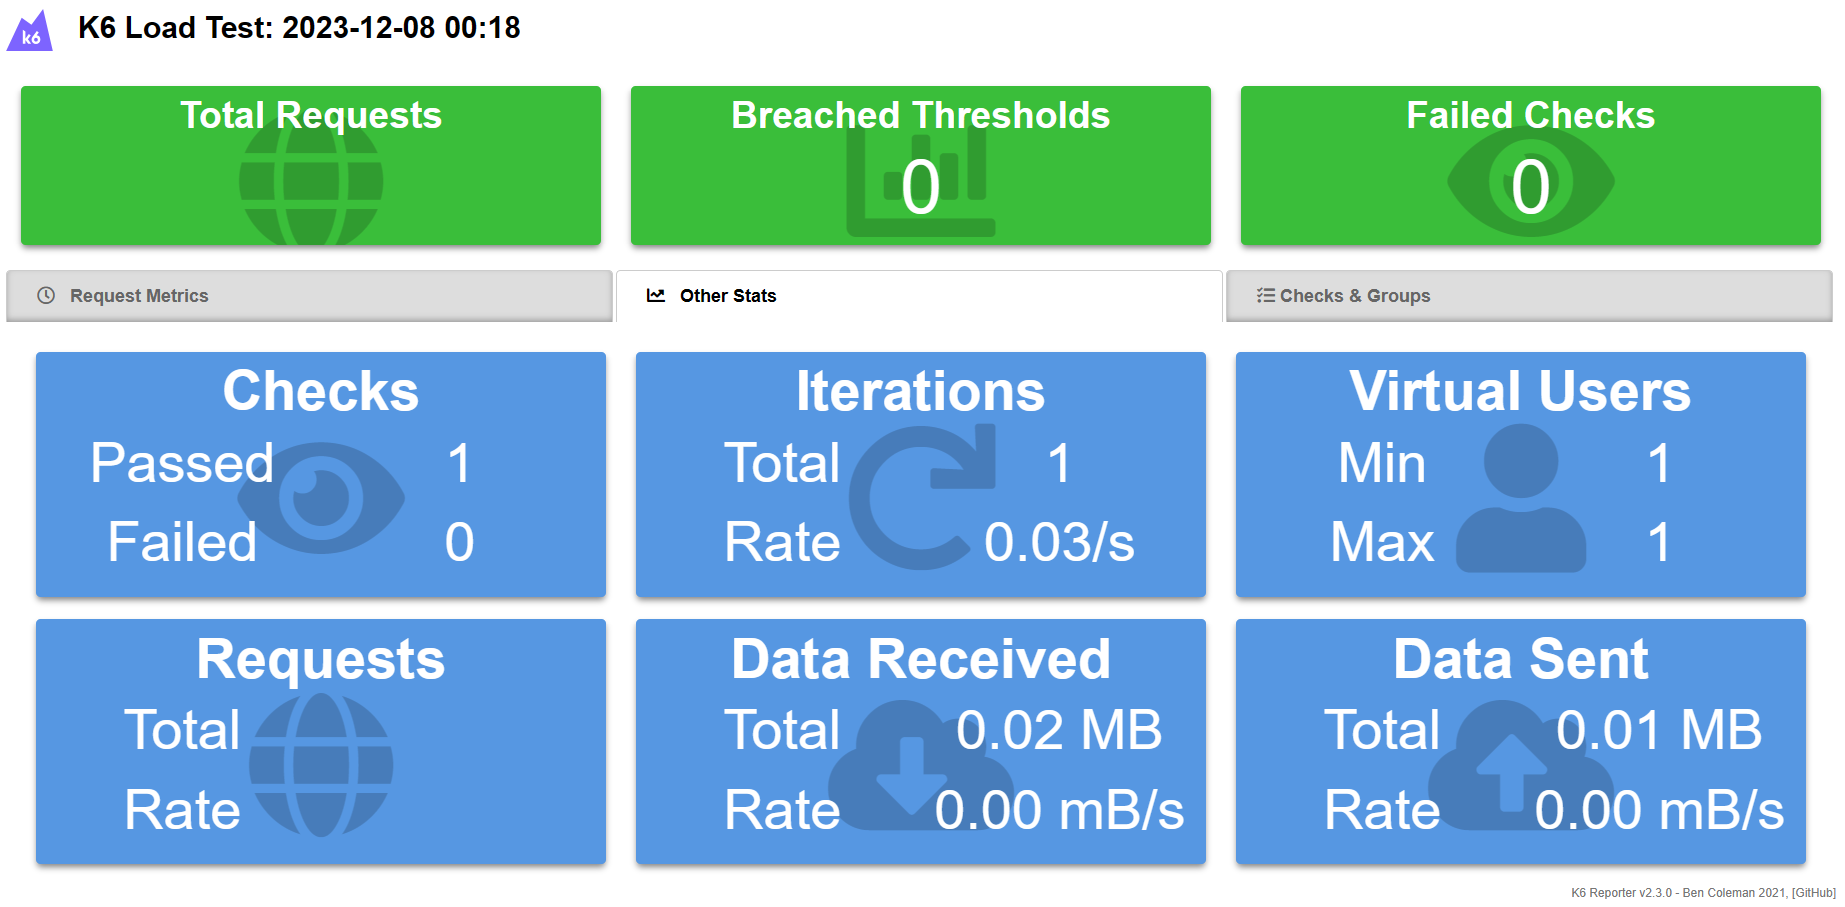 k6
K6 Load Test: 2023-12-08 00:18
Total Requests
Breached Thresholds
0
Failed Checks
0
Request Metrics
Other Stats
Checks & Groups
Checks
Passed 1
Failed 0
Iterations
Total 1
Rate 0.03/s
Virtual Users
Min 1
Max 1
Requests
Total
Rate
Data Received
Total 0.02 MB
Rate 0.00 mB/s
Data Sent
Total 0.01 MB
Rate 0.00 mB/s
K6 Reporter v2.3.0 - Ben Coleman 2021, [GitHub]